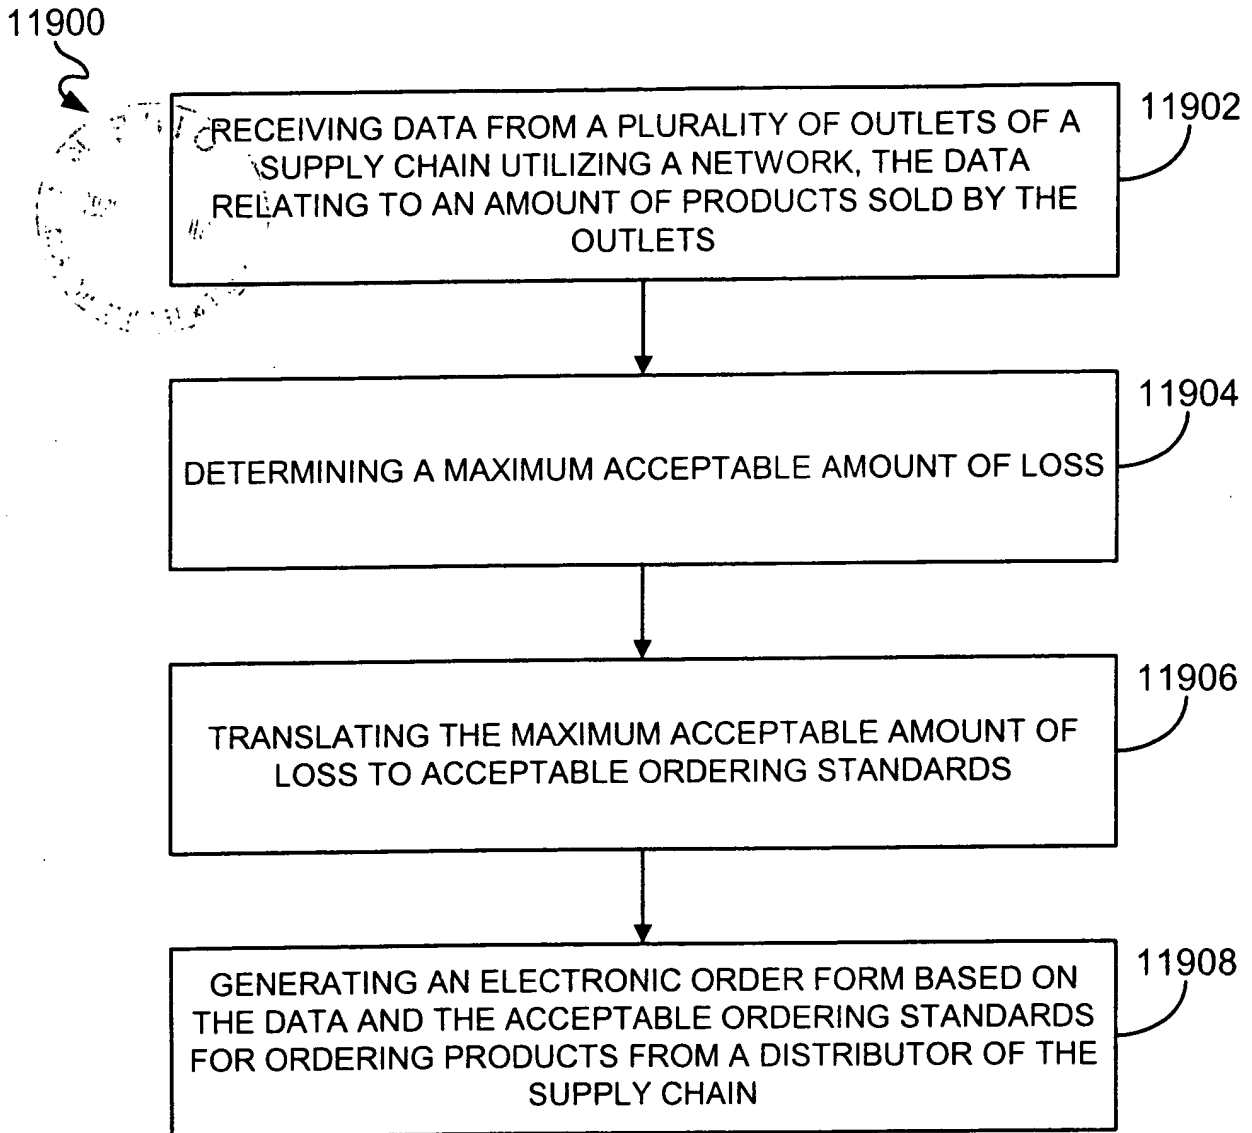 11900
RECEIVING DATA FROM A PLURALITY OF OUTLETS OF A
SUPPLY CHAIN UTILIZING A NETWORK, THE DATA
RELATING TO AN AMOUNT OF PRODUCTS SOLD BY THE
OUTLETS
11902
DETERMINING A MAXIMUM ACCEPTABLE AMOUNT OF LOSS
11904
TRANSLATING THE MAXIMUM ACCEPTABLE AMOUNT OF
LOSS TO ACCEPTABLE ORDERING STANDARDS
11906
GENERATING AN ELECTRONIC ORDER FORM BASED ON
THE DATA AND THE ACCEPTABLE ORDERING STANDARDS
FOR ORDERING PRODUCTS FROM A DISTRIBUTOR OF THE
SUPPLY CHAIN
11908